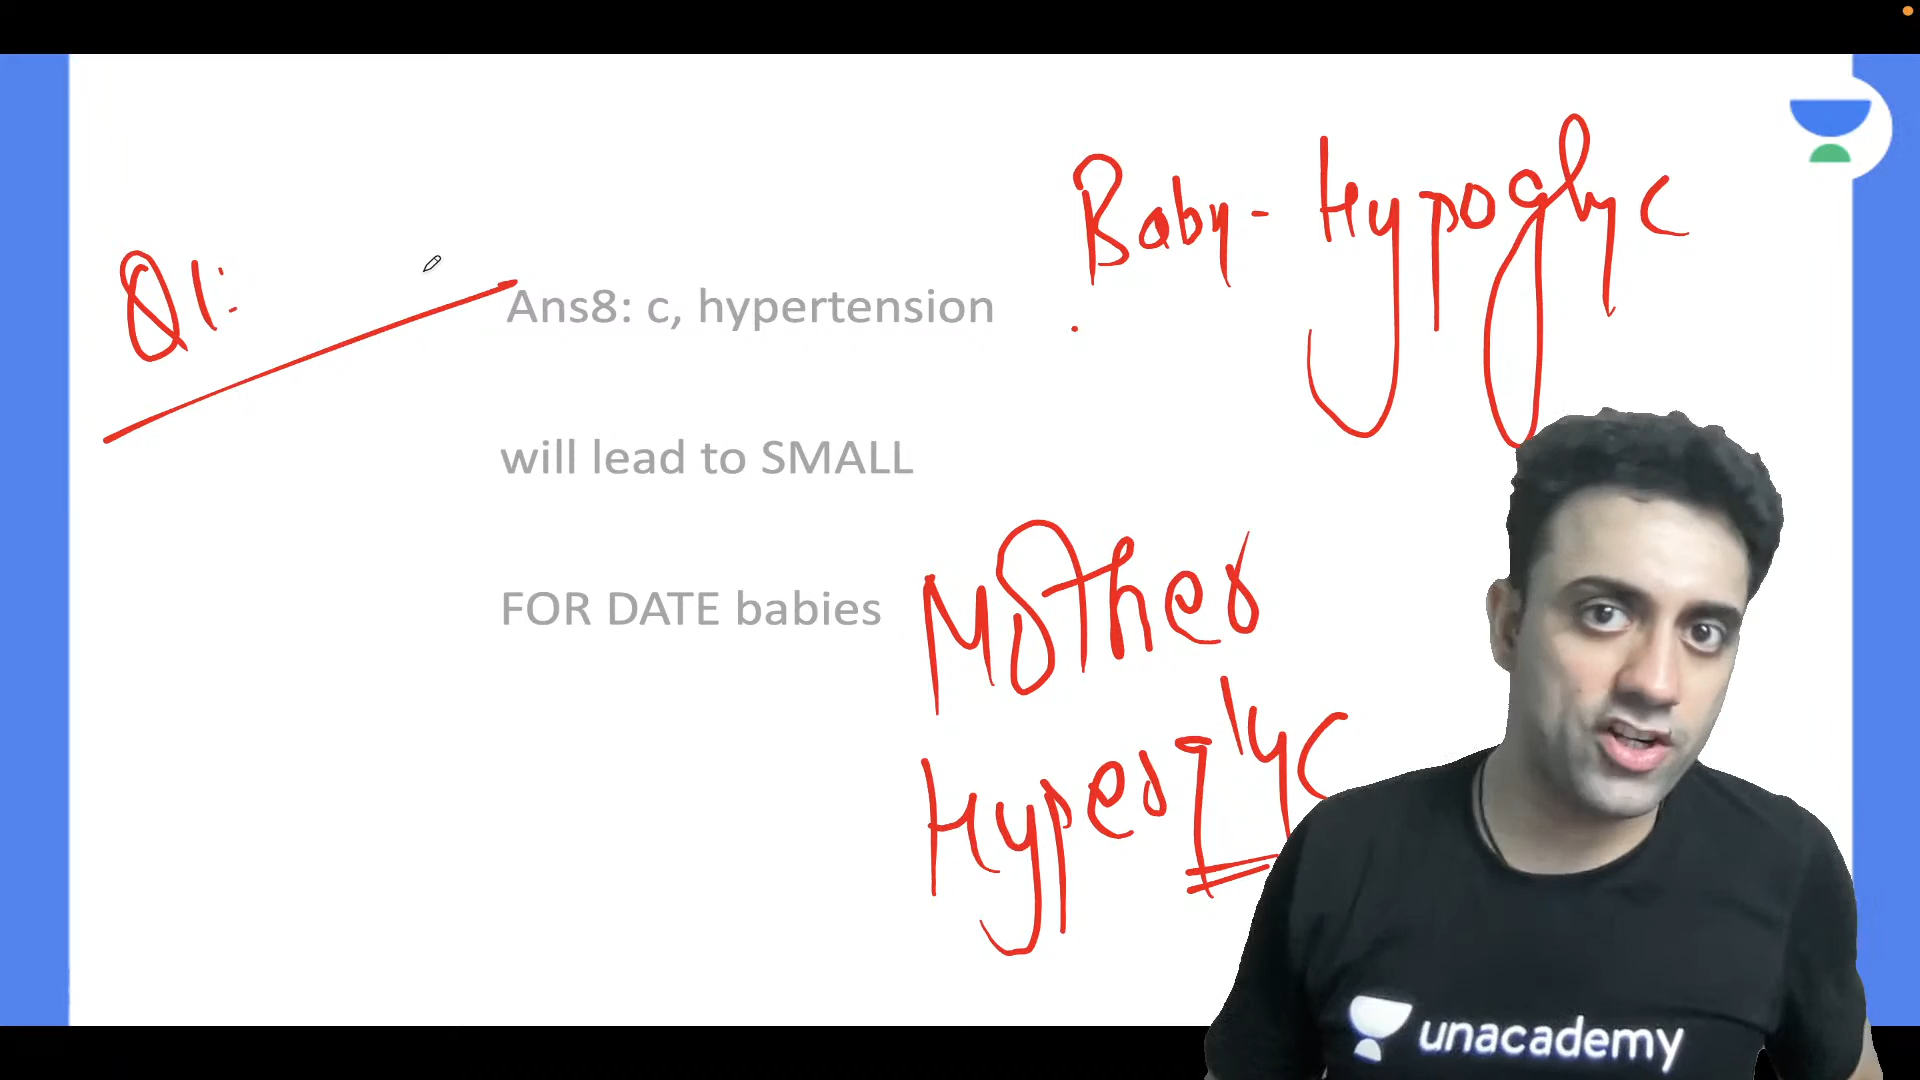 Baby - Hypoglyc
Q1:
Ans8: c, hypertension
will lead to SMALL
FOR DATE babies
Mother
Hyperglyc
unacademy